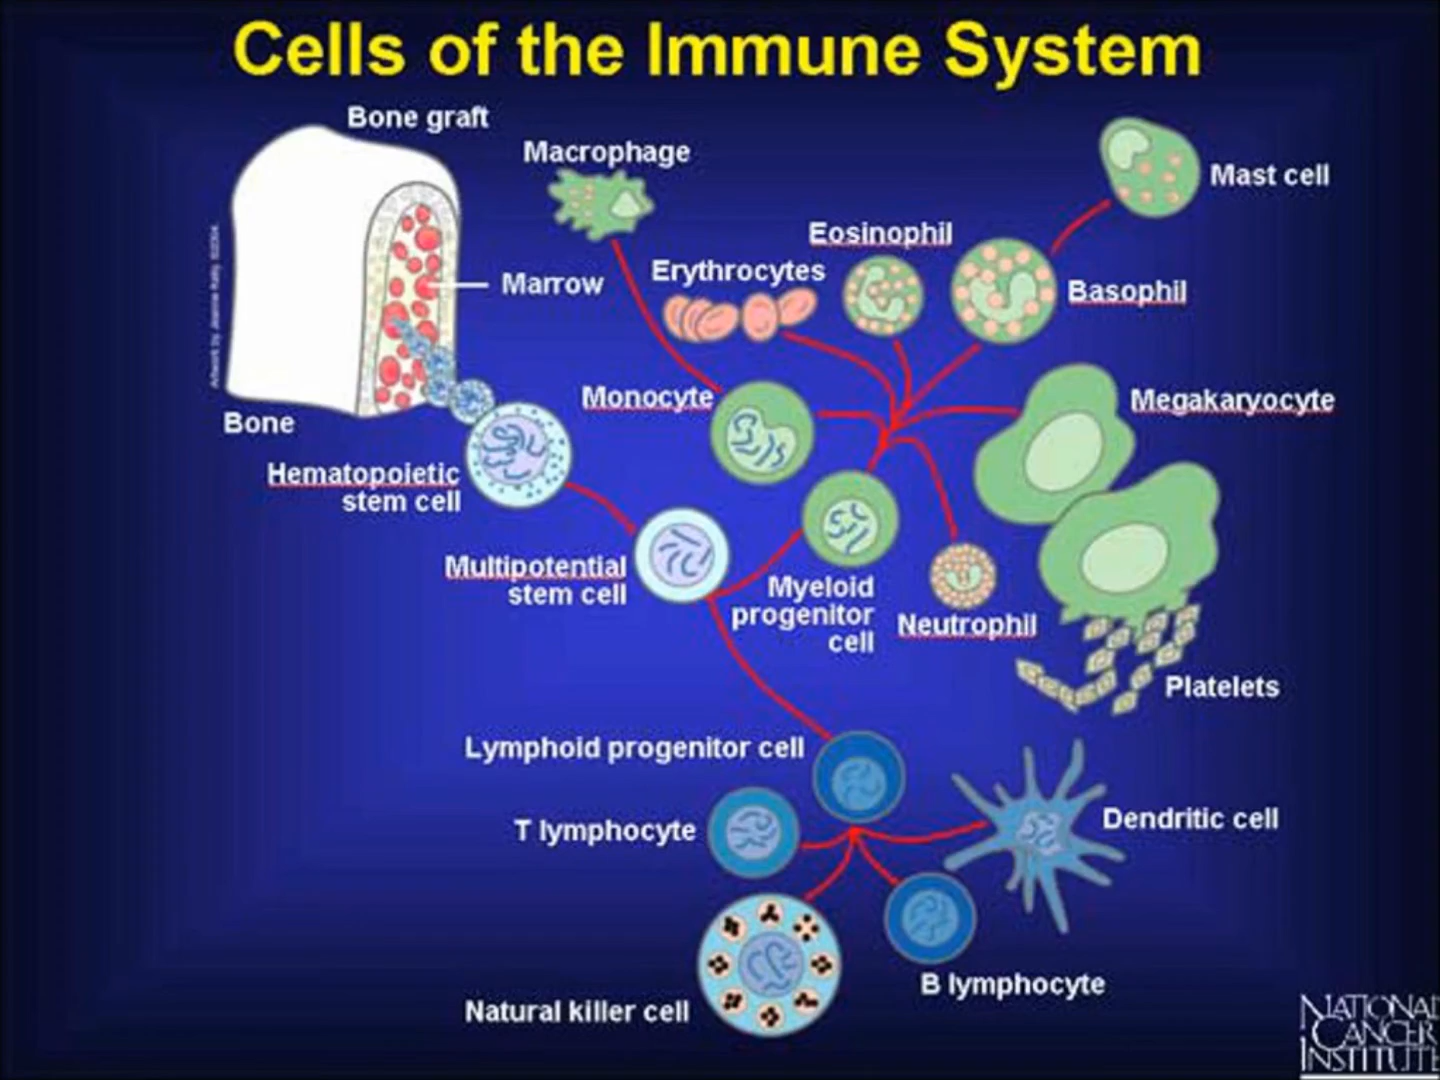 Cells of the Immune System
Bone graft
Macrophage
Mast cell
Eosinophil
Erythrocytes
Marrow
Basophil
Monocyte
Megakaryocyte
Bone
Hematopoietic
stem cell
Multipotential
stem cell
Myeloid
progenitor
cell
Neutrophil
Platelets
Lymphoid progenitor cell
T lymphocyte
Dendritic cell
B lymphocyte
Natural killer cell
NATIONAL
CANCER
INSTITUTE